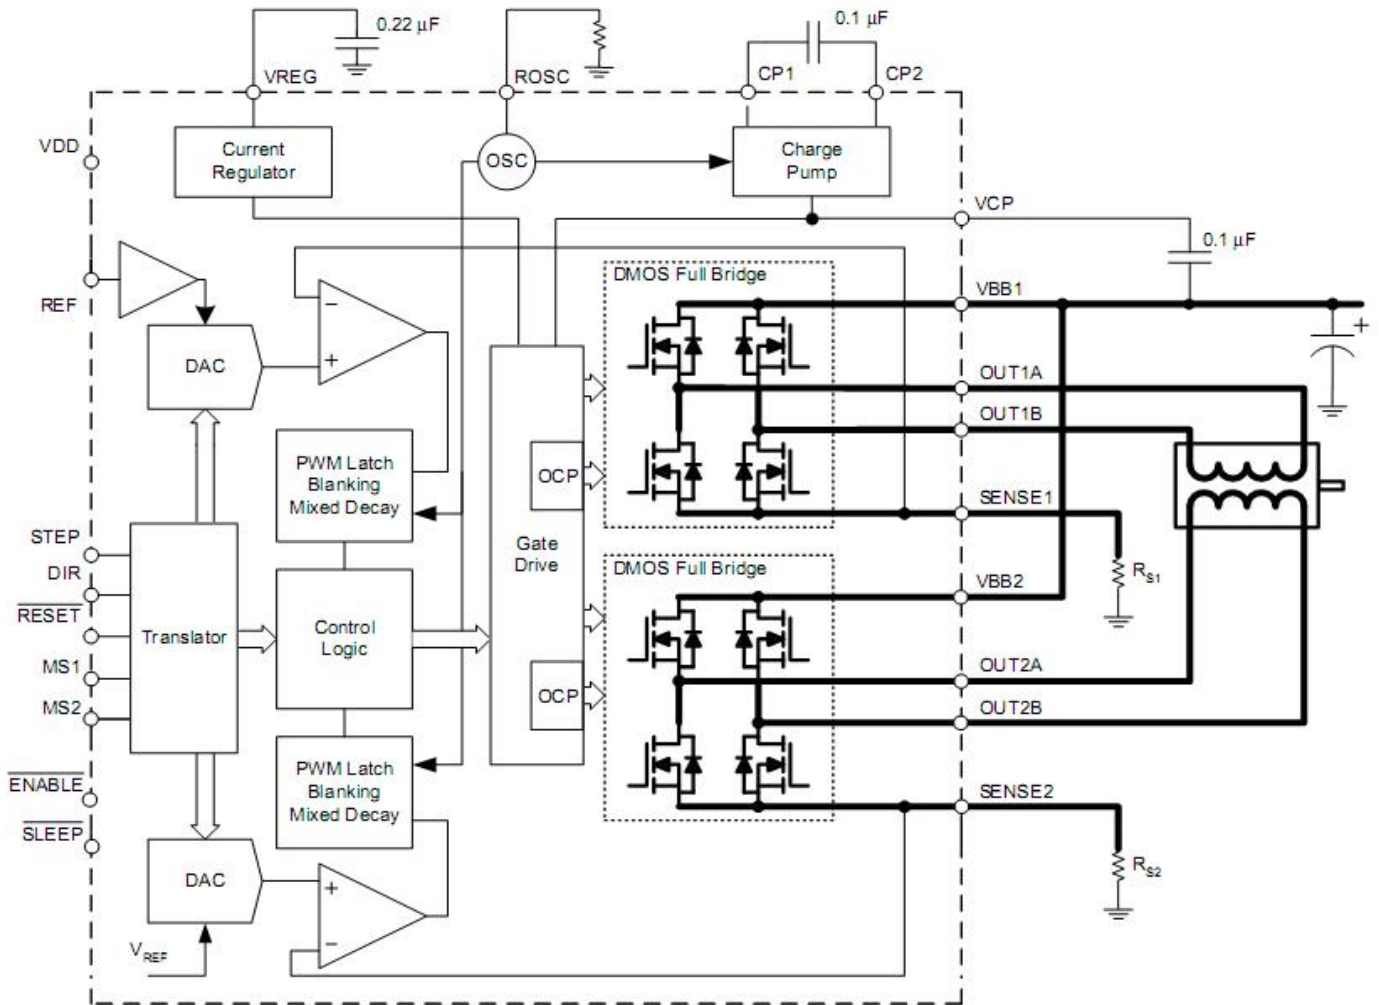 0.22 µF
0.1 µF
VREG
ROSC
CP1
CP2
VDD
Current
Regulator
OSC
Charge
Pump
VCP
0.1 µF
REF
DMOS Full Bridge
VBB1
+
DAC
−
+
OUT1A
OUT1B
PWM Latch
Blanking
Mixed Decay
OCP
SENSE1
STEP
DIR
RESET
MS1
MS2
Translator
Control
Logic
Gate
Drive
DMOS Full Bridge
VBB2
RS1
OUT2A
OCP
OUT2B
ENABLE
SLEEP
PWM Latch
Blanking
Mixed Decay
SENSE2
DAC
+
−
RS2
VREF